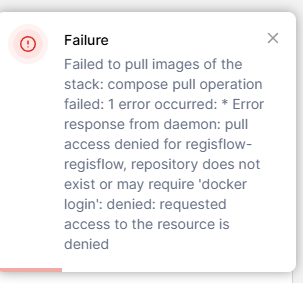 Failure
Failed to pull images of the
stack: compose pull operation
failed: 1 error occurred: * Error
response from daemon: pull
access denied for regisflow-
regisflow, repository does not
exist or may require 'docker
login': denied: requested
access to the resource is
denied